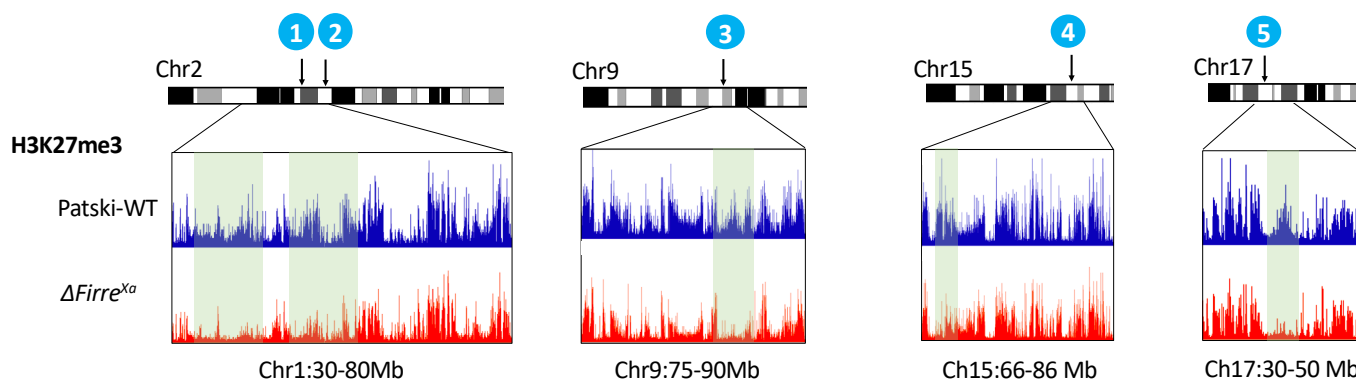 1 2 3 4 5
Chr2 Chr9 Chr15 Chr17
H3K27me3
Patski-WT
ΔFirreXa
Chr1:30-80Mb Chr9:75-90Mb Ch15:66-86 Mb Ch17:30-50 Mb